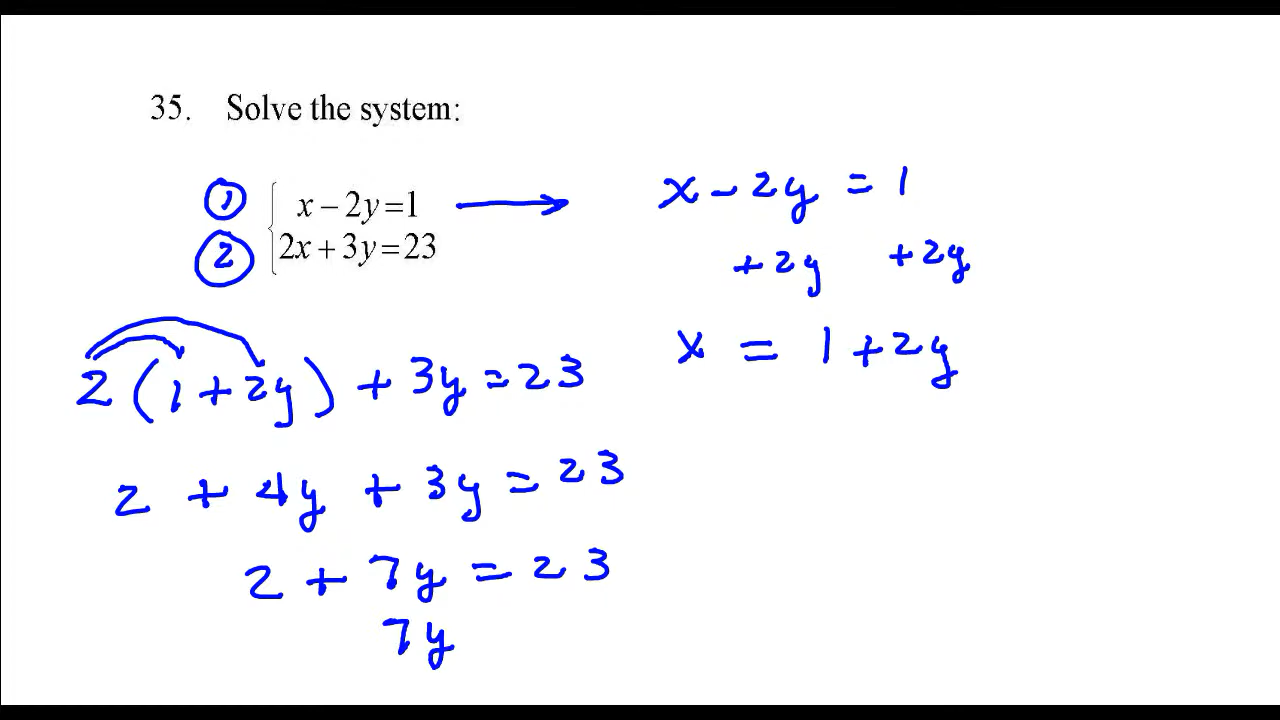 35. Solve the system:
1 x − 2y = 1
2 2x + 3y = 23
x − 2y = 1
+2y +2y
x = 1 + 2y
2(1 + 2y) + 3y = 23
2 + 4y + 3y = 23
2 + 7y = 23
7y